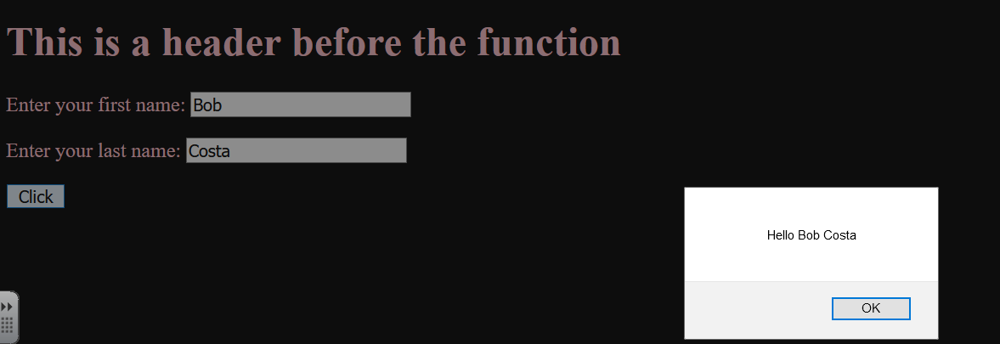 This is a header before the function
Enter your first name: Bob
Enter your last name: Costa
Click
Hello Bob Costa
OK